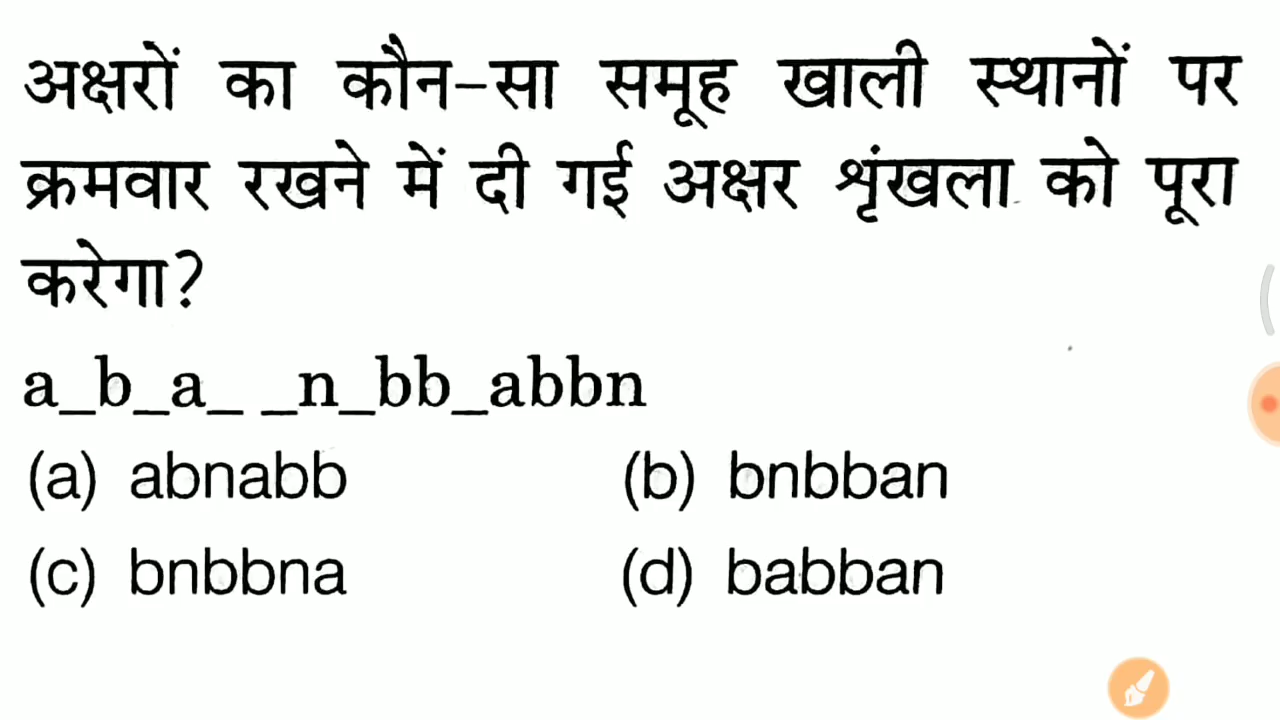 अक्षरों का कौन-सा समूह खाली स्थानों पर
क्रमवार रखने में दी गई अक्षर शृंखला को पूरा
करेगा?
a_b_a_ _n_bb_abbn
(a) abnabb (b) bnbban
(c) bnbbna (d) babban